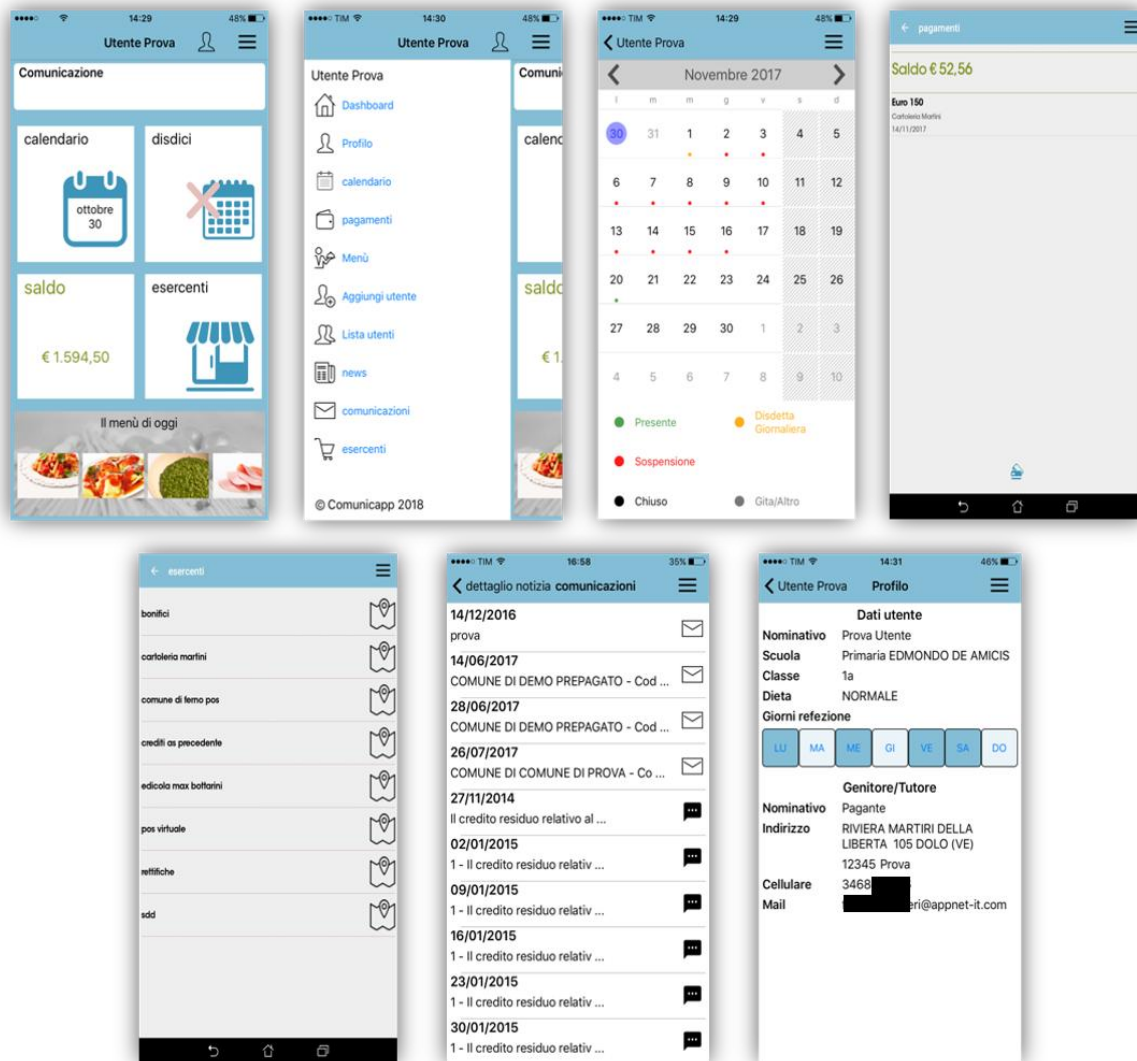 TIM 14:29 48%
Utente Prova
Comunicazione
calendario disdici
ottobre
30
saldo esercenti
€ 1.594,50
Il menù di oggi
TIM 14:30 48%
Utente Prova
Utente Prova
Comuni
Dashboard
Profilo
calend
calendario
pagamenti
Menù
Aggiungi utente
saldo
Lista utenti
€ 1.
news
comunicazioni
esercenti
© Comunicapp 2018
TIM 14:29 48%
Utente Prova
Novembre 2017
l m m g v s d
30 31 1 2 3 4 5
6 7 8 9 10 11 12
13 14 15 16 17 18 19
20 21 22 23 24 25 26
27 28 29 30 1 2 3
4 5 6 7 8 9 10
Presente Disdetta
Giornaliera
Sospensione
Chiuso Gita/Altro
pagamenti
Saldo € 52,56
Euro 150
Cartoleria Martini
14/11/2017
esercenti
bonifici
cartoleria martini
comune di ferno pos
crediti as precedente
edicola max bottarini
pos virtuale
rettifiche
sdd
TIM 16:58 35%
dettaglio notizia comunicazioni
14/12/2016
prova
14/06/2017
COMUNE DI DEMO PREPAGATO - Cod ...
28/06/2017
COMUNE DI DEMO PREPAGATO - Cod ...
26/07/2017
COMUNE DI COMUNE DI PROVA - Co ...
27/11/2014
Il credito residuo relativo al ...
02/01/2015
1 - Il credito residuo relativ ...
09/01/2015
1 - Il credito residuo relativ ...
16/01/2015
1 - Il credito residuo relativ ...
23/01/2015
1 - Il credito residuo relativ ...
30/01/2015
1 - Il credito residuo relativ ...
TIM 14:31 46%
Utente Prova Profilo
Dati utente
Nominativo Prova Utente
Scuola Primaria EDMONDO DE AMICIS
Classe 1a
Dieta NORMALE
Giorni refezione
LU MA ME GI VE SA DO
Genitore/Tutore
Nominativo Pagante
Indirizzo RIVIERA MARTIRI DELLA
LIBERTA 105 DOLO (VE)
12345 Prova
Cellulare 3468
Mail eri@appnet-it.com